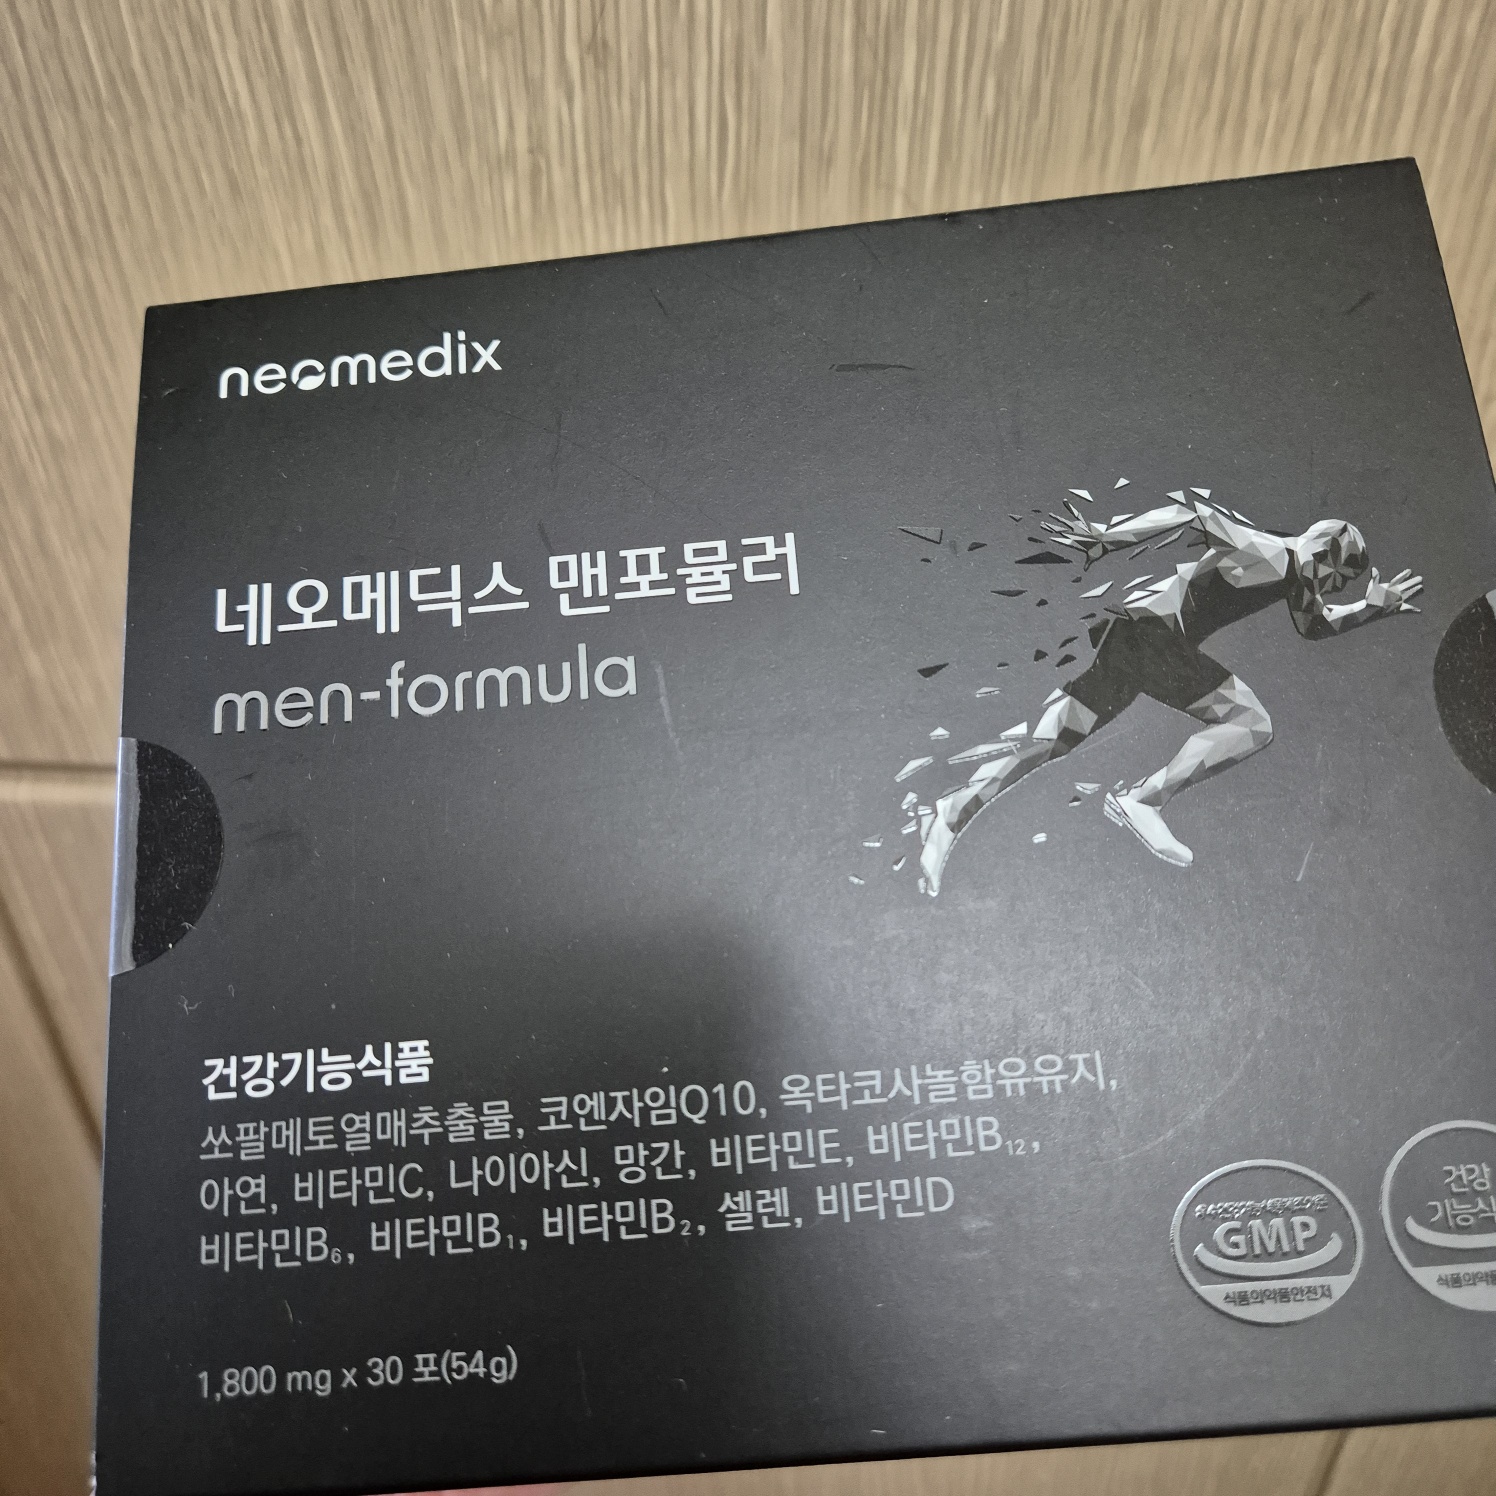 neomedix
네오메딕스 맨포뮬러
men-formula
건강기능식품
쏘팔메토열매추출물, 코엔자임Q10, 옥타코사놀함유유지,
아연, 비타민C, 나이아신, 망간, 비타민E, 비타민B₁₂,
비타민B₆, 비타민B₁, 비타민B₂, 셀렌, 비타민D
1,800 mg x 30 포(54g)
GMP
식품의약품안전처
건강
기능식
식품의약품